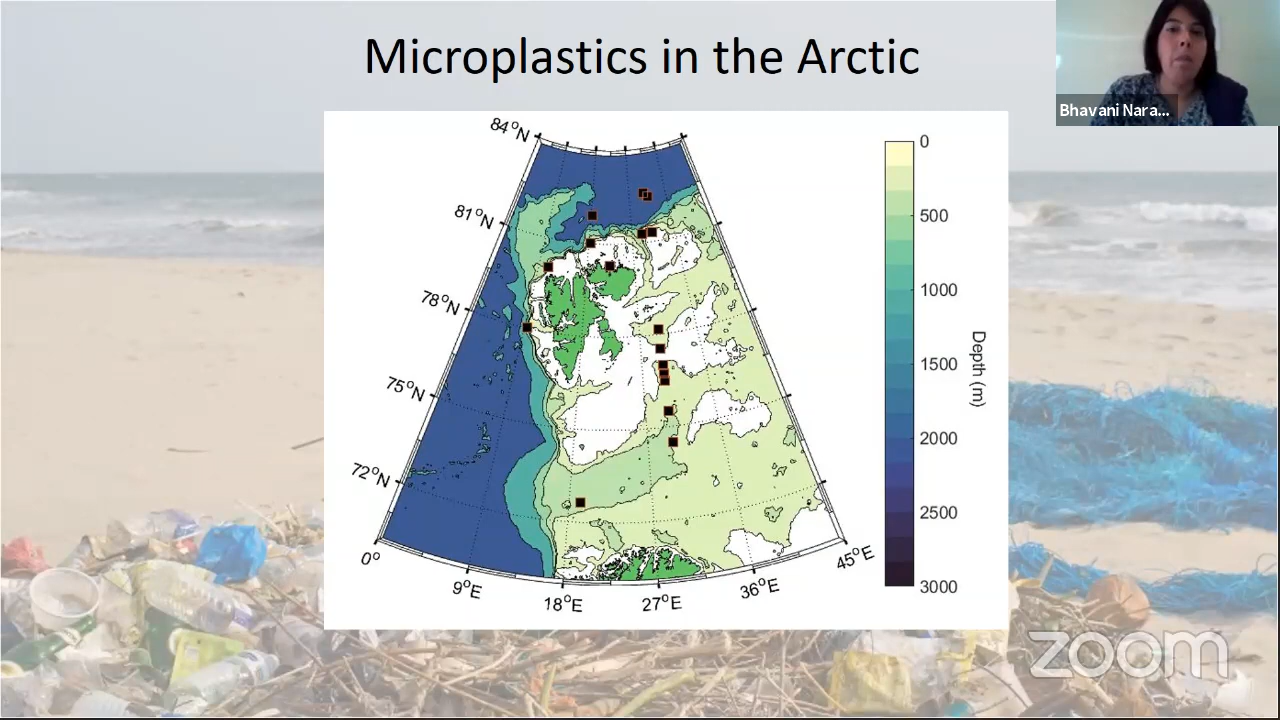 Microplastics in the Arctic
Bhavani Nara...
84°N
81°N
78°N
75°N
72°N
0°
9°E
18°E
27°E
36°E
45°E
0
500
1000
1500
2000
2500
3000
Depth (m)
zoom